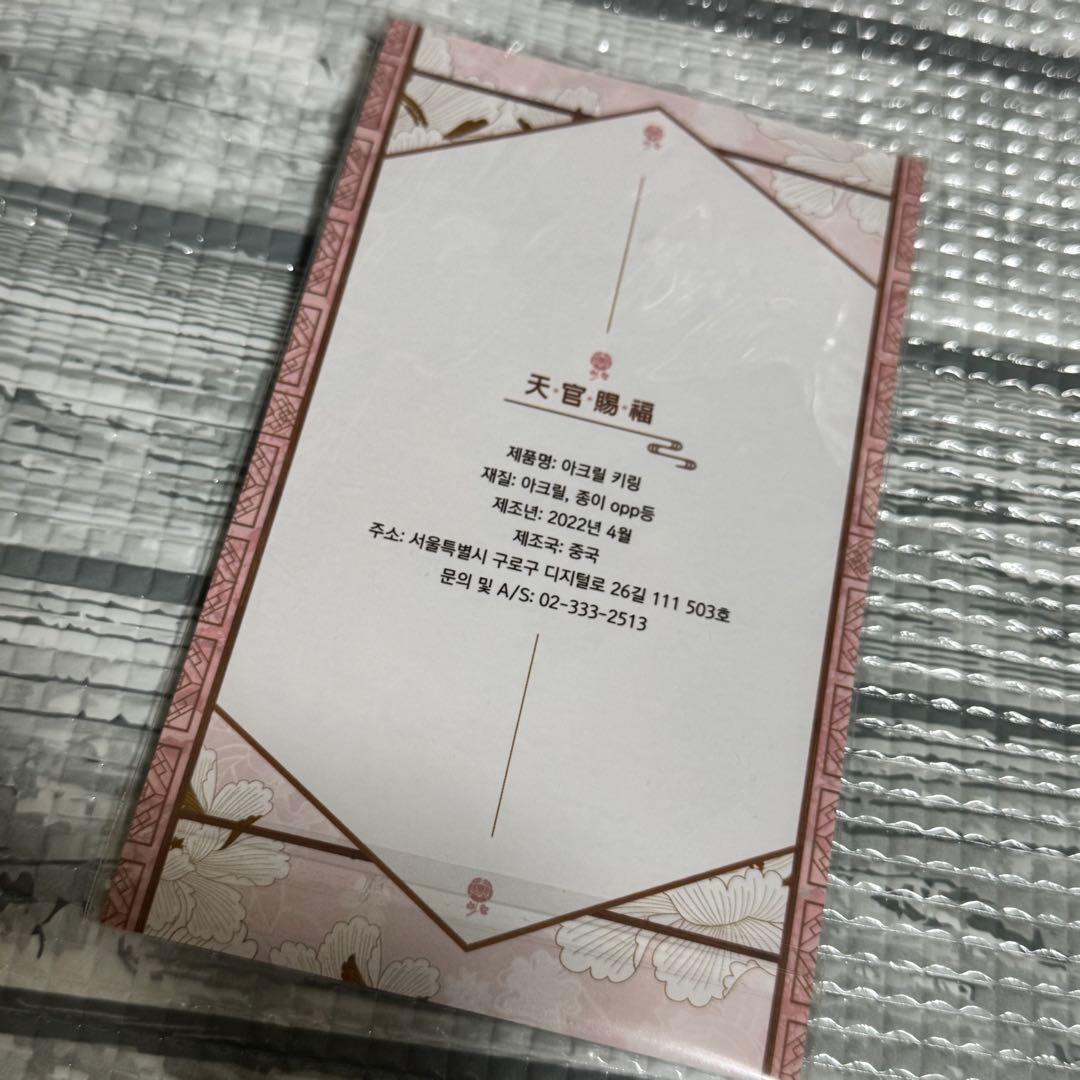 天·官·賜·福
제품명: 아크릴 키링
재질: 아크릴, 종이 opp등
제조년: 2022년 4월
제조국: 중국
주소: 서울특별시 구로구 디지털로 26길 111 503호
문의 및 A/S: 02-333-2513